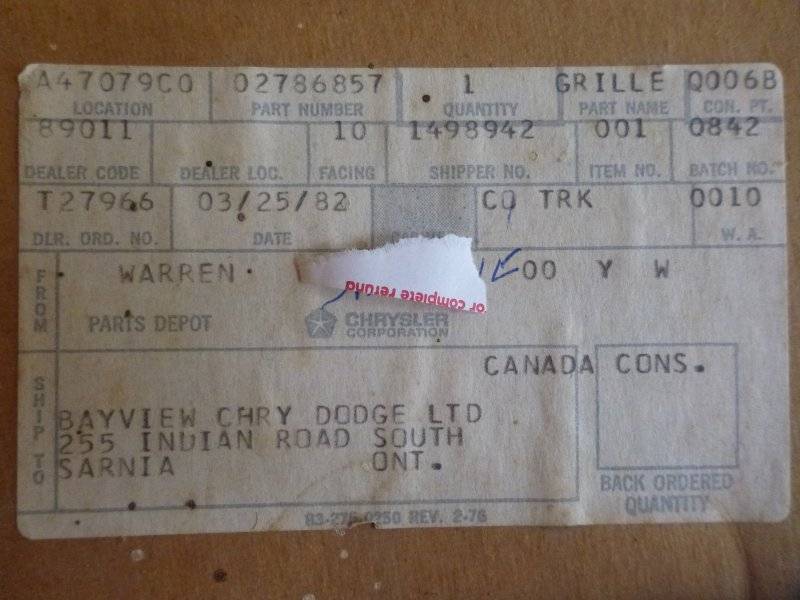 A47079C0 02786857 1 GRILLE Q006B
LOCATION PART NUMBER QUANTITY PART NAME CON. PT.
89011 10 1498942 001 0842
DEALER CODE DEALER LOC. FACING SHIPPER NO. ITEM NO. BATCH NO.
T27966 03/25/82 CO TRK 0010
DLR. ORD. NO. DATE W. A.
FROM WARREN 00 Y W
or complete refund
PARTS DEPOT CHRYSLER
CORPORATION
CANADA CONS.
SHIP TO
BAYVIEW CHRY DODGE LTD
255 INDIAN ROAD SOUTH
SARNIA ONT.
BACK ORDERED
QUANTITY
83-276-0250 REV. 2-76